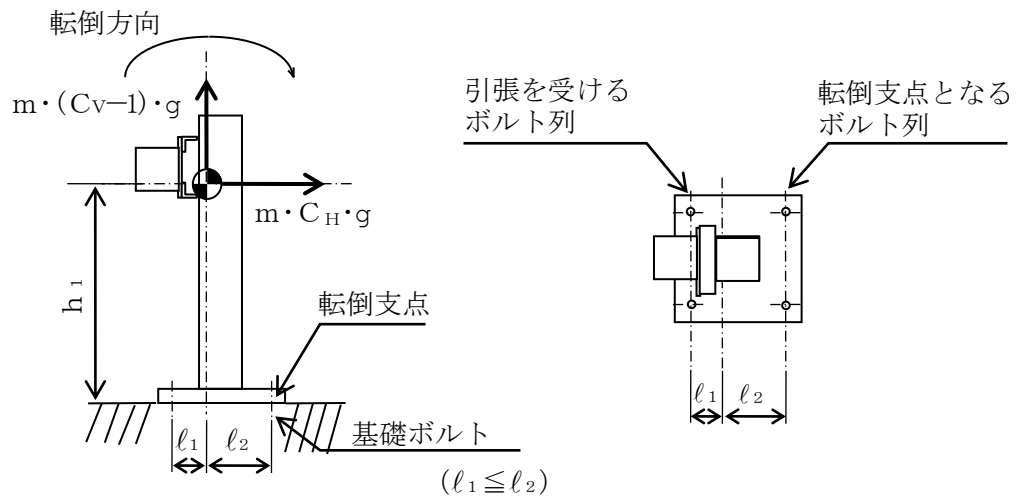 転倒方向
m・(CV－1)・g
m・CH・g
h1
転倒支点
基礎ボルト
ℓ1 ℓ2
(ℓ1≦ℓ2)
引張を受ける
ボルト列
転倒支点となる
ボルト列
ℓ1 ℓ2